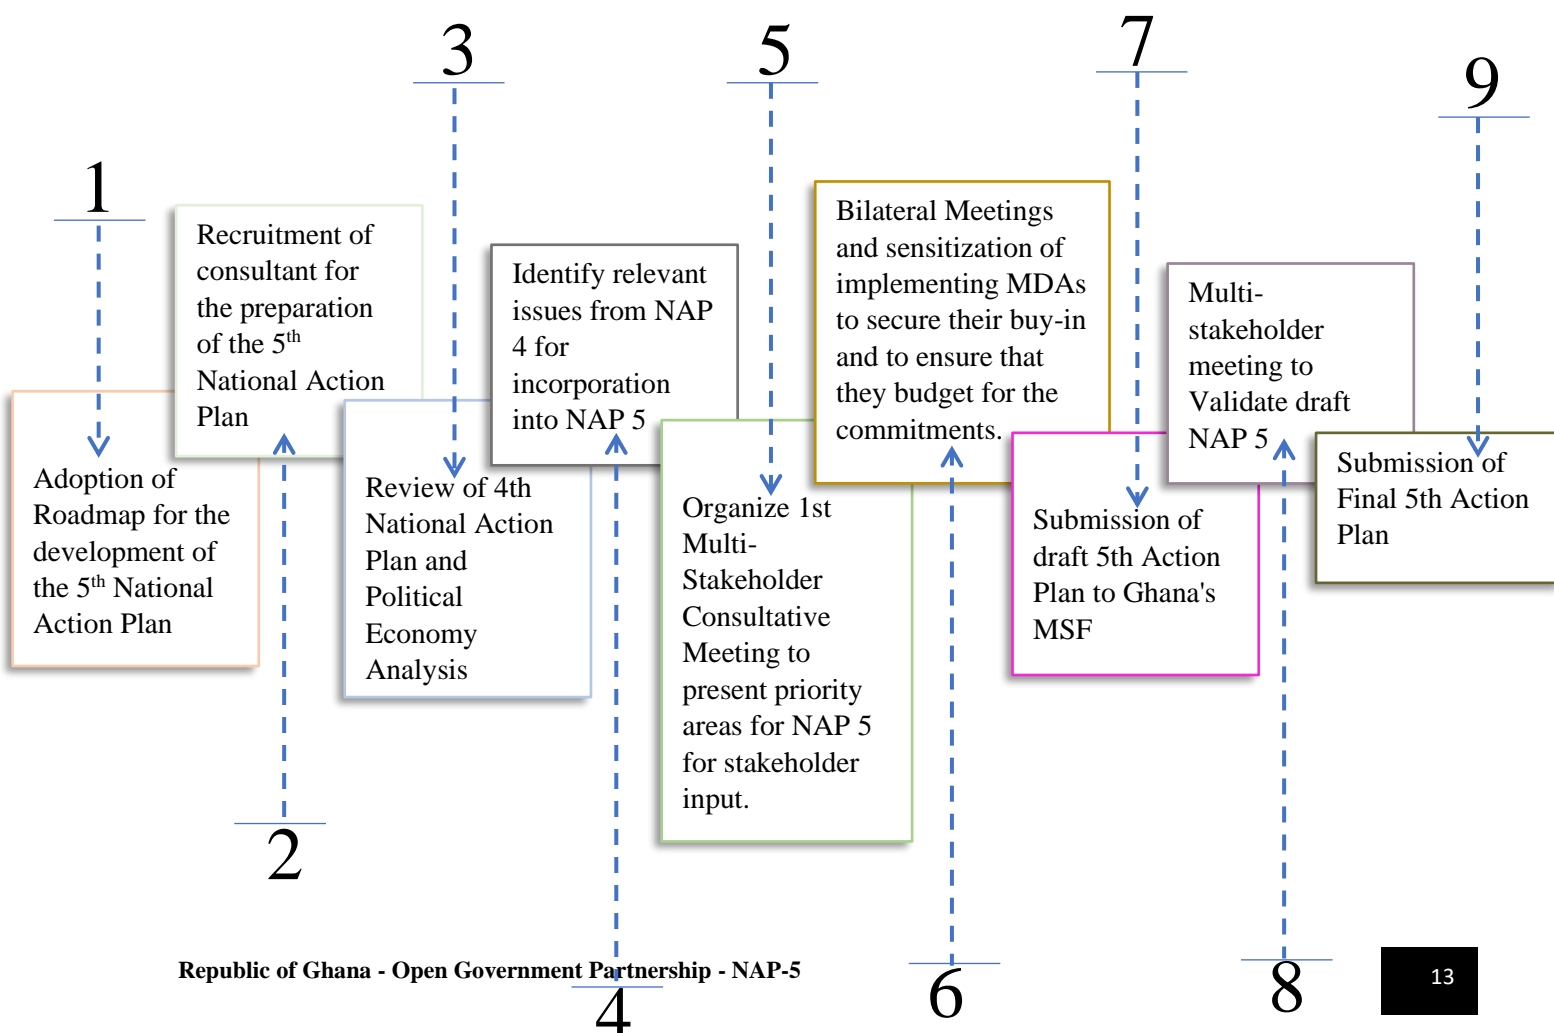 1
Adoption of
Roadmap for the
development of
the 5th National
Action Plan
2
Recruitment of
consultant for
the preparation
of the 5th
National Action
Plan
3
Review of 4th
National Action
Plan and
Political
Economy
Analysis
4
Identify relevant
issues from NAP
4 for
incorporation
into NAP 5
5
Organize 1st
Multi-
Stakeholder
Consultative
Meeting to
present priority
areas for NAP 5
for stakeholder
input.
6
Bilateral Meetings
and sensitization of
implementing MDAs
to secure their buy-in
and to ensure that
they budget for the
commitments.
7
Submission of
draft 5th Action
Plan to Ghana's
MSF
8
Multi-
stakeholder
meeting to
Validate draft
NAP 5
9
Submission of
Final 5th Action
Plan
Republic of Ghana - Open Government Partnership - NAP-5
13